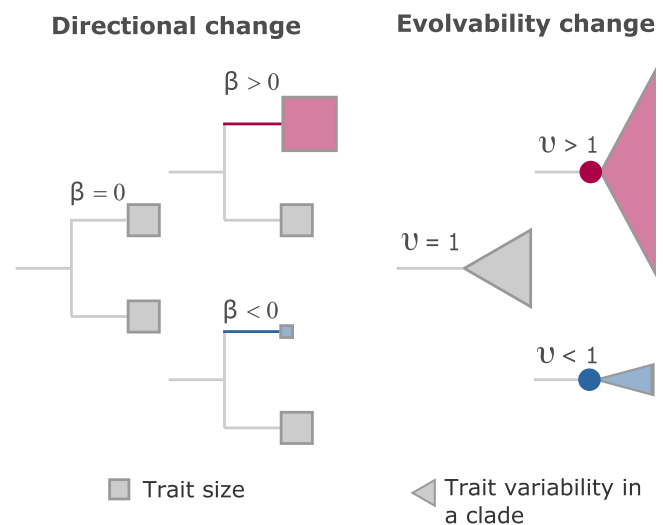 Directional change
Evolvability change
β > 0
β = 0
β < 0
υ > 1
υ = 1
υ < 1
Trait size
Trait variability in
a clade